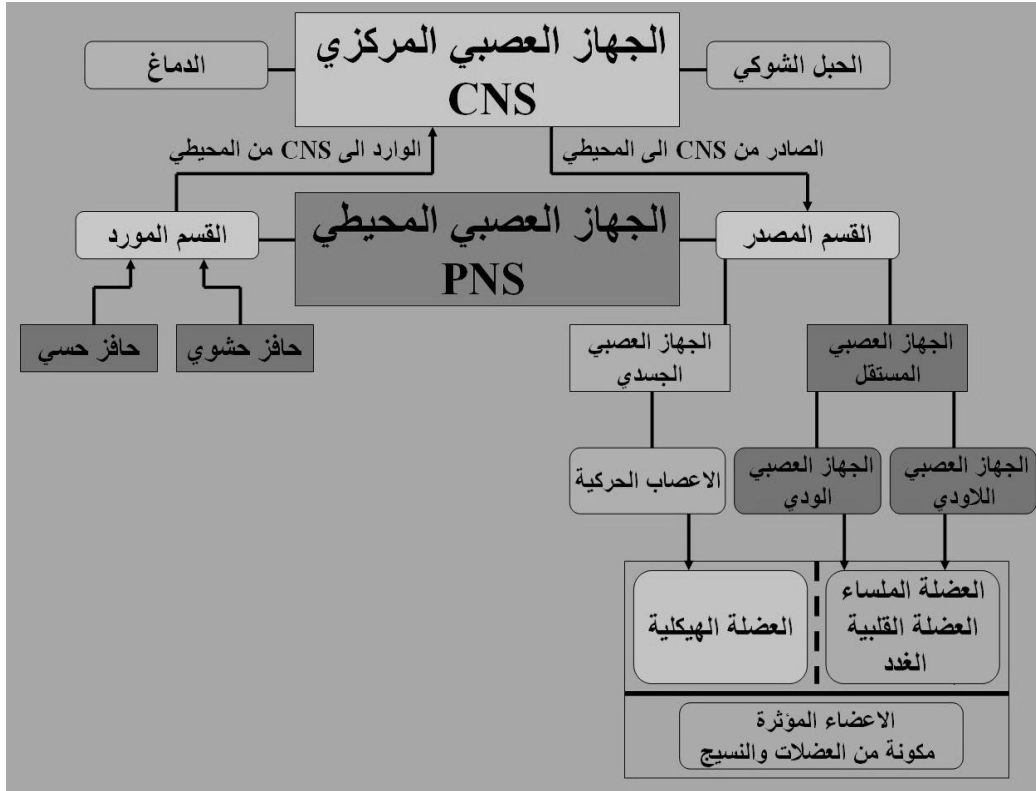 الجهاز العصبي المركزي
CNS
الحبل الشوكي
الدماغ
الصادر من CNS الى المحيطي
الوارد الى CNS من المحيطي
الجهاز العصبي المحيطي
PNS
القسم المصدر
القسم المورد
حافز حشوي
حافز حسي
الجهاز العصبي
المستقل
الجهاز العصبي
الجسدي
الجهاز العصبي
اللاودي
الجهاز العصبي
الودي
الاعصاب الحركية
العضلة الملساء
العضلة القلبية
الغدد
العضلة الهيكلية
الاعضاء المؤثرة
مكونة من العضلات والنسيج